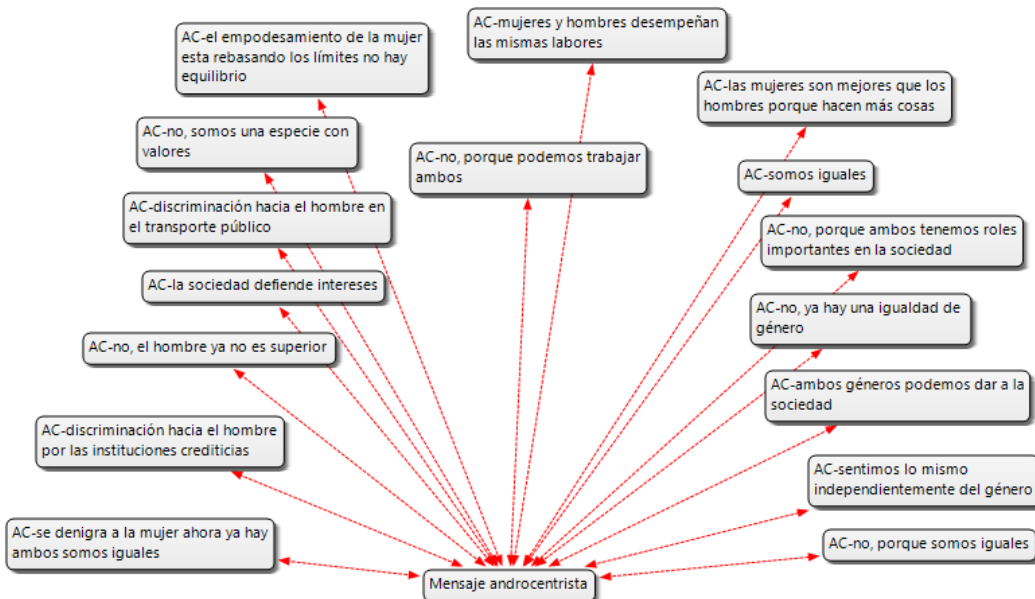 AC-mujeres y hombres desempeñan
las mismas labores
AC-el empodesamiento de la mujer
esta rebasando los límites no hay
equilibrio
AC-las mujeres son mejores que los
hombres porque hacen más cosas
AC-no, somos una especie con
valores
AC-no, porque podemos trabajar
ambos
AC-somos iguales
AC-discriminación hacia el hombre en
el transporte público
AC-no, porque ambos tenemos roles
importantes en la sociedad
AC-la sociedad defiende intereses
AC-no, ya hay una igualdad de
género
AC-no, el hombre ya no es superior
AC-ambos géneros podemos dar a la
sociedad
AC-discriminación hacia el hombre
por las instituciones crediticias
AC-sentimos lo mismo
independientemente del género
AC-se denigra a la mujer ahora ya hay
ambos somos iguales
AC-no, porque somos iguales
Mensaje androcentrista